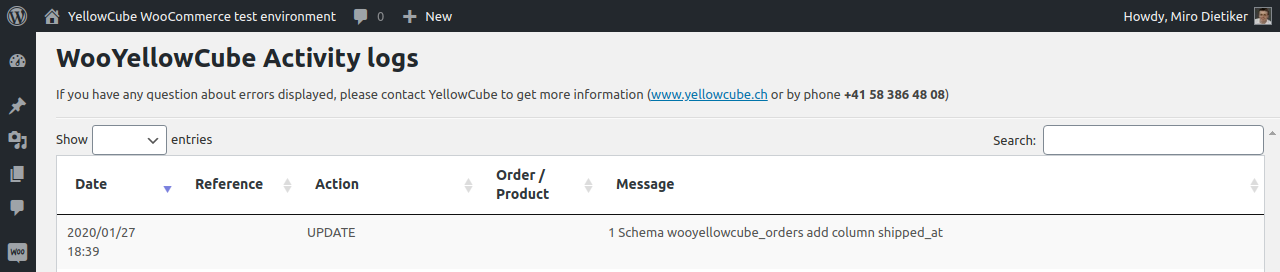 YellowCube WooCommerce test environment 0 New Howdy, Miro Dietiker
WooYellowCube Activity logs
If you have any question about errors displayed, please contact YellowCube to get more information (www.yellowcube.ch or by phone +41 58 386 48 08)
Show entries Search:
Date Reference Action Order / Product Message
2020/01/27 18:39 UPDATE 1 Schema wooyellowcube_orders add column shipped_at
Woo